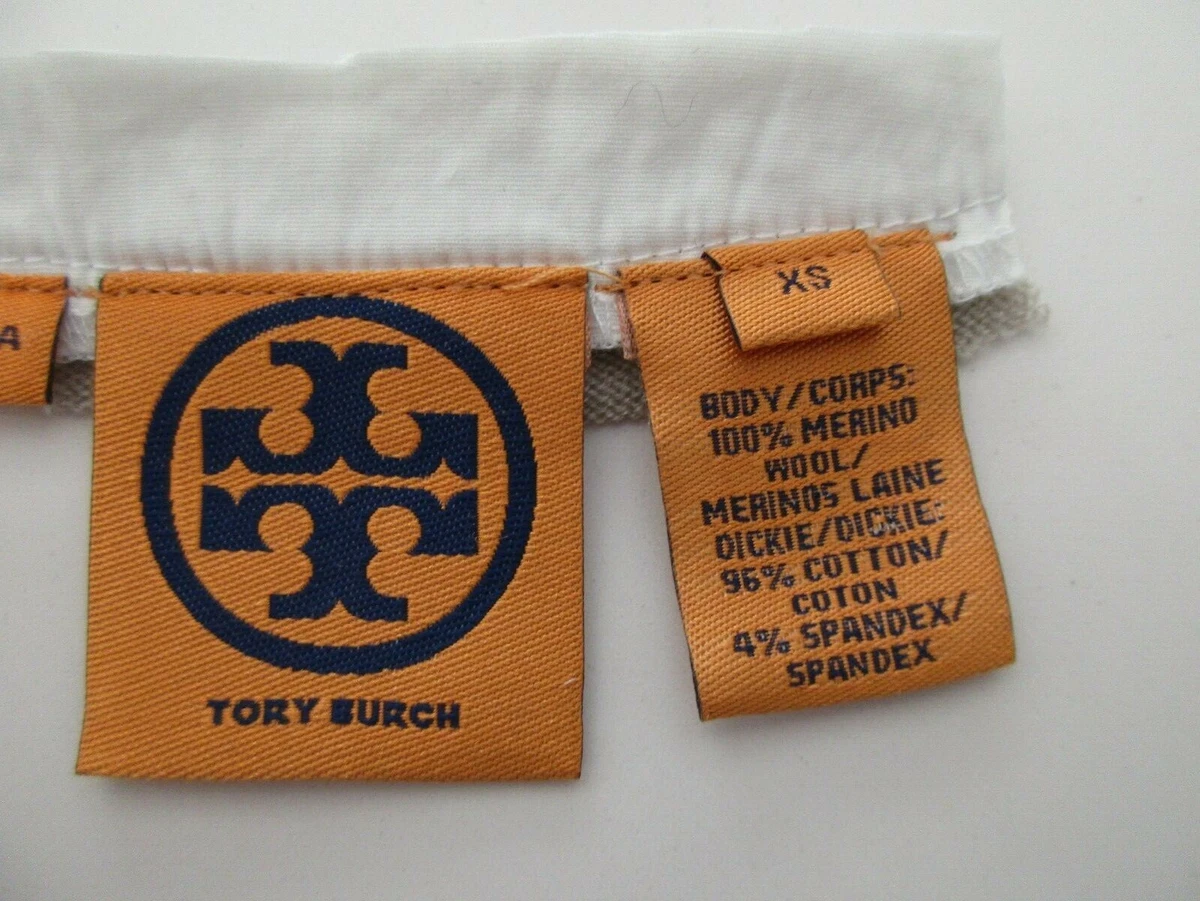 A
TORY BURCH
XS
BODY/CORPS:
100% MERINO
WOOL/
MERINOS LAINE
DICKIE/DICKIE:
96% COTTON/
COTON
4% SPANDEX/
SPANDEX